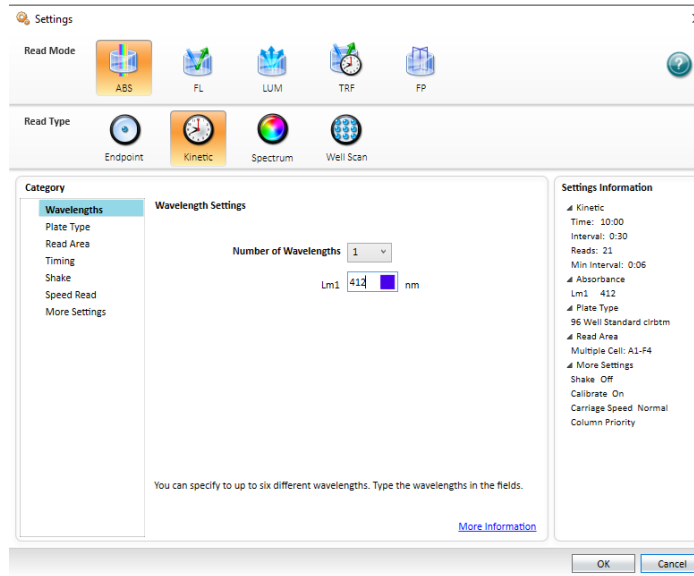 Settings
Read Mode
ABS FL LUM TRF FP
?
Read Type
Endpoint Kinetic Spectrum Well Scan
Category
Wavelengths
Plate Type
Read Area
Timing
Shake
Speed Read
More Settings
Wavelength Settings
Number of Wavelengths 1
Lm1 412 nm
You can specify to up to six different wavelengths. Type the wavelengths in the fields.
More Information
Settings Information
Kinetic
Time: 10:00
Interval: 0:30
Reads: 21
Min Interval: 0:06
Absorbance
Lm1 412
Plate Type
96 Well Standard clrbtm
Read Area
Multiple Cell: A1-F4
More Settings
Shake Off
Calibrate On
Carriage Speed Normal
Column Priority
OK Cancel